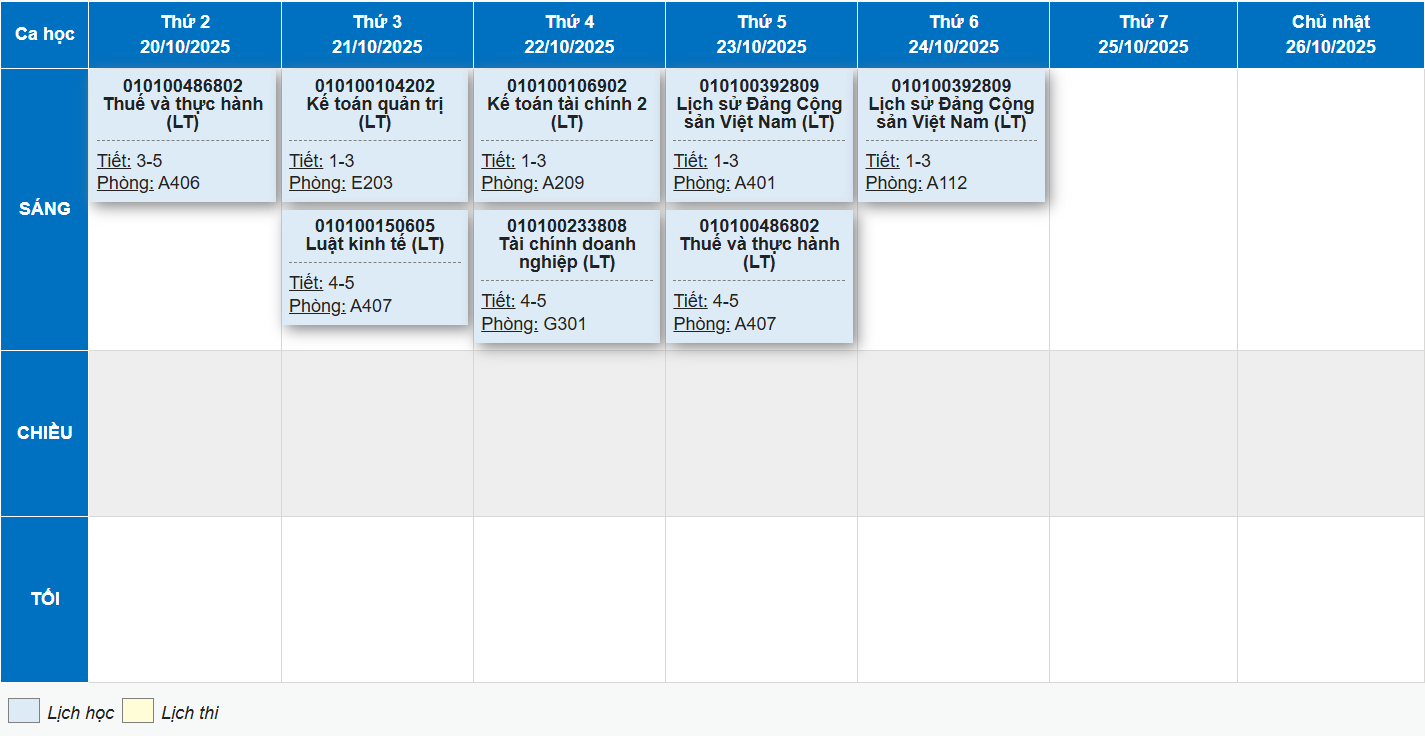 Ca học
Thứ 2
20/10/2025
Thứ 3
21/10/2025
Thứ 4
22/10/2025
Thứ 5
23/10/2025
Thứ 6
24/10/2025
Thứ 7
25/10/2025
Chủ nhật
26/10/2025
SÁNG
010100486802
Thuế và thực hành
(LT)
Tiết: 3-5
Phòng: A406
010100104202
Kế toán quản trị
(LT)
Tiết: 1-3
Phòng: E203
010100150605
Luật kinh tế (LT)
Tiết: 4-5
Phòng: A407
010100106902
Kế toán tài chính 2
(LT)
Tiết: 1-3
Phòng: A209
010100233808
Tài chính doanh
nghiệp (LT)
Tiết: 4-5
Phòng: G301
010100392809
Lịch sử Đảng Cộng
sản Việt Nam (LT)
Tiết: 1-3
Phòng: A401
010100486802
Thuế và thực hành
(LT)
Tiết: 4-5
Phòng: A407
010100392809
Lịch sử Đảng Cộng
sản Việt Nam (LT)
Tiết: 1-3
Phòng: A112
CHIỀU
TỐI
Lịch học
Lịch thi